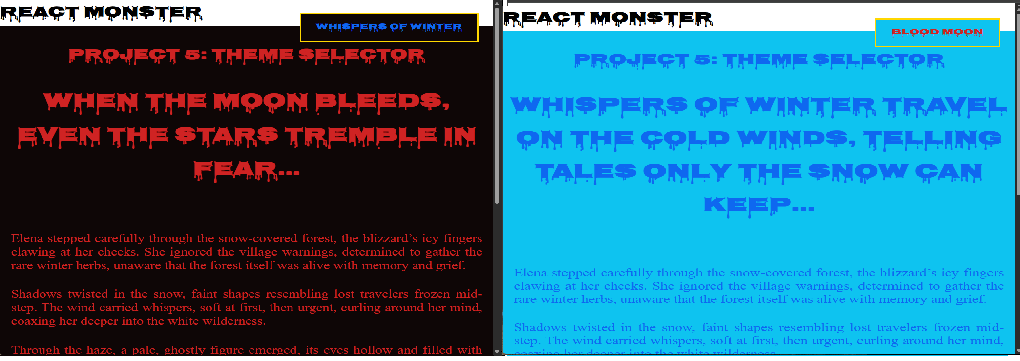 REACT MONSTER
WHISPERS OF WINTER
PROJECT 5: THEME SELECTOR
WHEN THE MOON BLEEDS,
EVEN THE STARS TREMBLE IN
FEAR...
Elena stepped carefully through the snow-covered forest, the blizzard's icy fingers
clawing at her cheeks. She ignored the village warnings, determined to gather the
rare winter herbs, unaware that the forest itself was alive with memory and grief.
Shadows twisted in the snow, faint shapes resembling lost travelers frozen mid-
step. The wind carried whispers, soft at first, then urgent, curling around her mind,
coaxing her deeper into the white wilderness.
Through the haze, a pale, ghostly figure emerged, its eyes hollow and filled with
REACT MONSTER
BLOOD MOON
PROJECT 5: THEME SELECTOR
WHISPERS OF WINTER TRAVEL
ON THE COLD WINDS, TELLING
TALES ONLY THE SNOW CAN
KEEP...
Elena stepped carefully through the snow-covered forest, the blizzard's icy fingers
clawing at her cheeks. She ignored the village warnings, determined to gather the
rare winter herbs, unaware that the forest itself was alive with memory and grief.
Shadows twisted in the snow, faint shapes resembling lost travelers frozen mid-
step. The wind carried whispers, soft at first, then urgent, curling around her mind,
coaxing her deeper into the white wilderness.